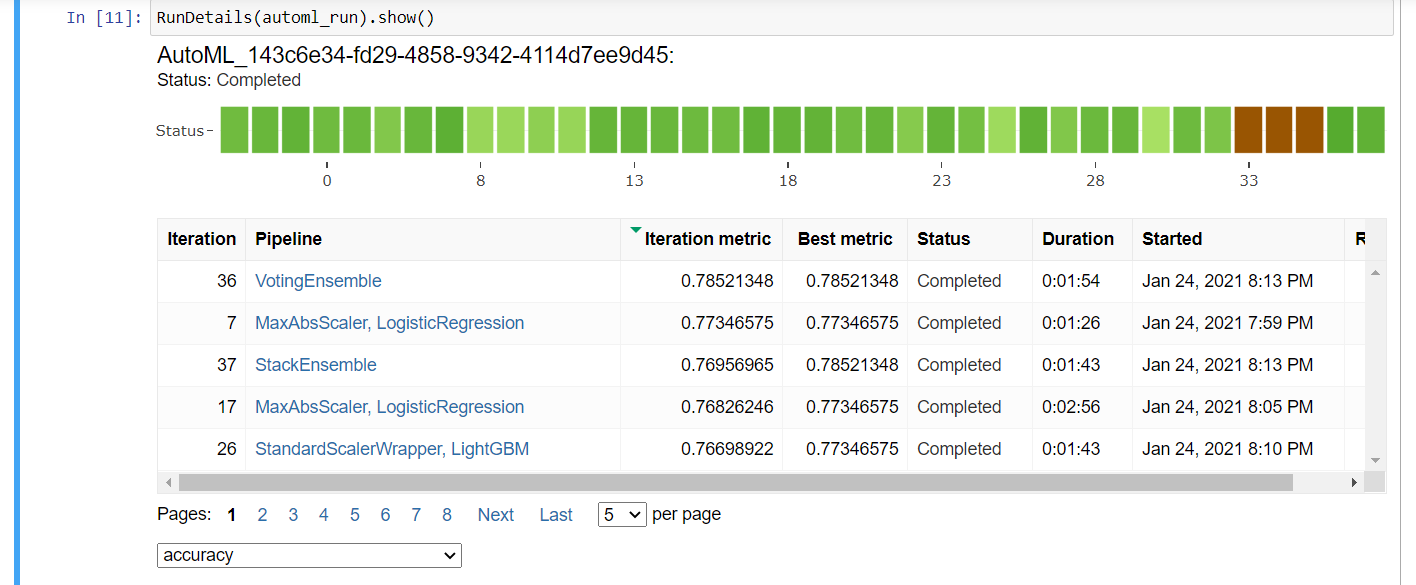 In [11]: RunDetails(automl_run).show()
AutoML_143c6e34-fd29-4858-9342-4114d7ee9d45:
Status: Completed
Status
0 8 13 18 23 28 33
Iteration Pipeline Iteration metric Best metric Status Duration Started R
36 VotingEnsemble 0.78521348 0.78521348 Completed 0:01:54 Jan 24, 2021 8:13 PM
7 MaxAbsScaler, LogisticRegression 0.77346575 0.77346575 Completed 0:01:26 Jan 24, 2021 7:59 PM
37 StackEnsemble 0.76956965 0.78521348 Completed 0:01:43 Jan 24, 2021 8:13 PM
17 MaxAbsScaler, LogisticRegression 0.76826246 0.77346575 Completed 0:02:56 Jan 24, 2021 8:05 PM
26 StandardScalerWrapper, LightGBM 0.76698922 0.77346575 Completed 0:01:43 Jan 24, 2021 8:10 PM
Pages: 1 2 3 4 5 6 7 8 Next Last 5 per page
accuracy